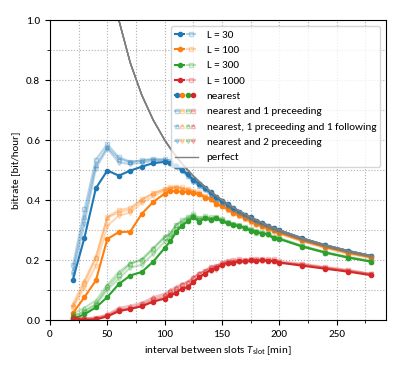 1.0
0.8
0.6
0.4
0.2
0.0
bitrate [bit/hour]
L = 30
L = 100
L = 300
L = 1000
nearest
nearest and 1 preceeding
nearest, 1 preceeding and 1 following
nearest and 2 preceeding
perfect
0 50 100 150 200 250
interval between slots T_slot [min]